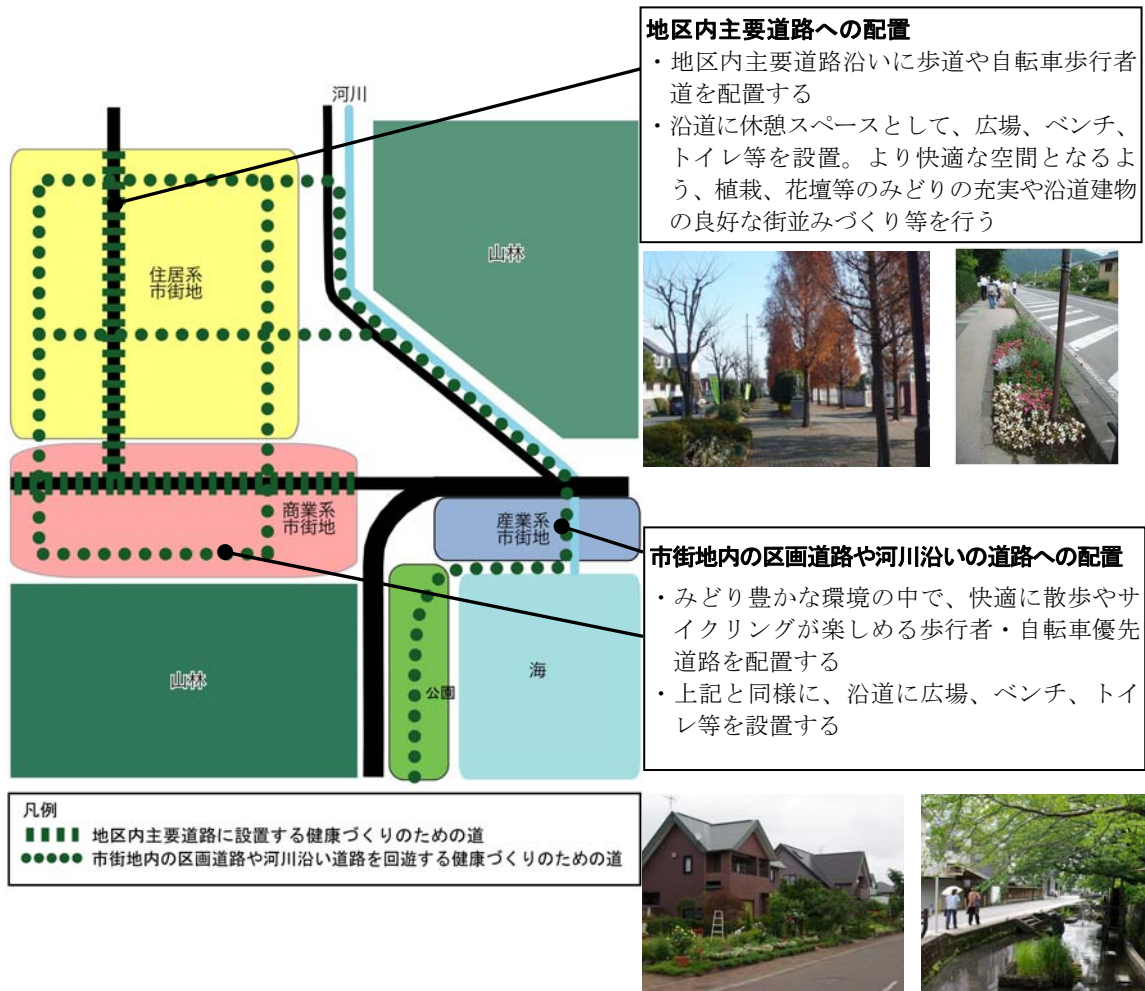 地区内主要道路への配置
・地区内主要道路沿いに歩道や自転車歩行者
道を配置する
・沿道に休憩スペースとして、広場、ベンチ、
トイレ等を設置。より快適な空間となるよ
う、植栽、花壇等のみどりの充実や沿道建物
の良好な街並みづくり等を行う
河川
山林
住居系
市街地
商業系
市街地
産業系
市街地
市街地内の区画道路や河川沿いの道路への配置
・みどり豊かな環境の中で、快適に散歩やサ
イクリングが楽しめる歩行者・自転車優先
道路を配置する
・上記と同様に、沿道に広場、ベンチ、トイ
レ等を設置する
山林
公園
海
凡例
地区内主要道路に設置する健康づくりのための道
市街地内の区画道路や河川沿い道路を回遊する健康づくりのための道